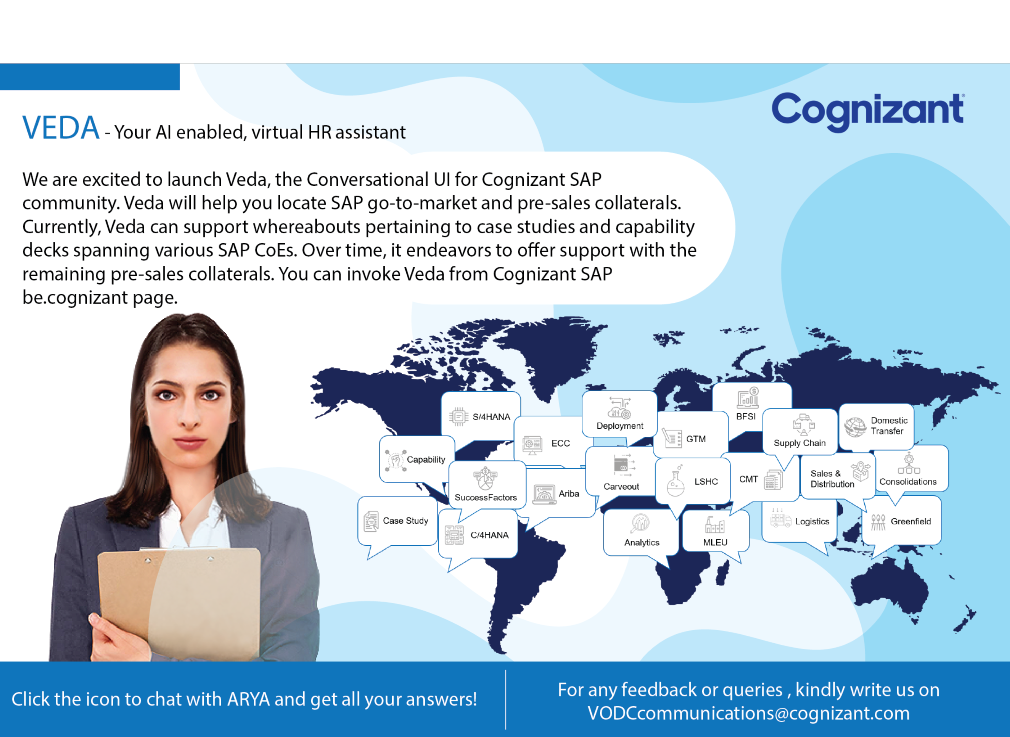 Cognizant
VEDA - Your AI enabled, virtual HR assistant
We are excited to launch Veda, the Conversational UI for Cognizant SAP
community. Veda will help you locate SAP go-to-market and pre-sales collaterals.
Currently, Veda can support whereabouts pertaining to case studies and capability
decks spanning various SAP CoEs. Over time, it endeavors to offer support with the
remaining pre-sales collaterals. You can invoke Veda from Cognizant SAP
be.cognizant page.
S/4HANA
Deployment
BFSI
Domestic
Transfer
ECC
GTM
Supply Chain
Capability
SuccessFactors
Ariba
Carveout
LSHC
CMT
Sales &
Distribution
Consolidations
Case Study
C/4HANA
Analytics
MLEU
Logistics
Greenfield
Click the icon to chat with ARYA and get all your answers!
For any feedback or queries , kindly write us on
VODCcommunications@cognizant.com